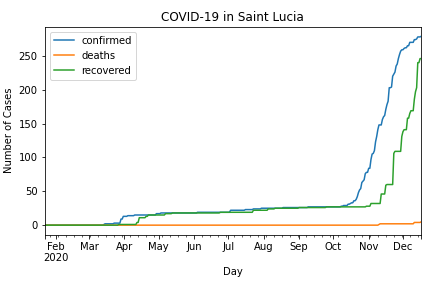 COVID-19 in Saint Lucia
confirmed
deaths
recovered
Number of Cases
250
200
150
100
50
0
Feb Mar Apr May Jun Jul Aug Sep Oct Nov Dec
2020
Day